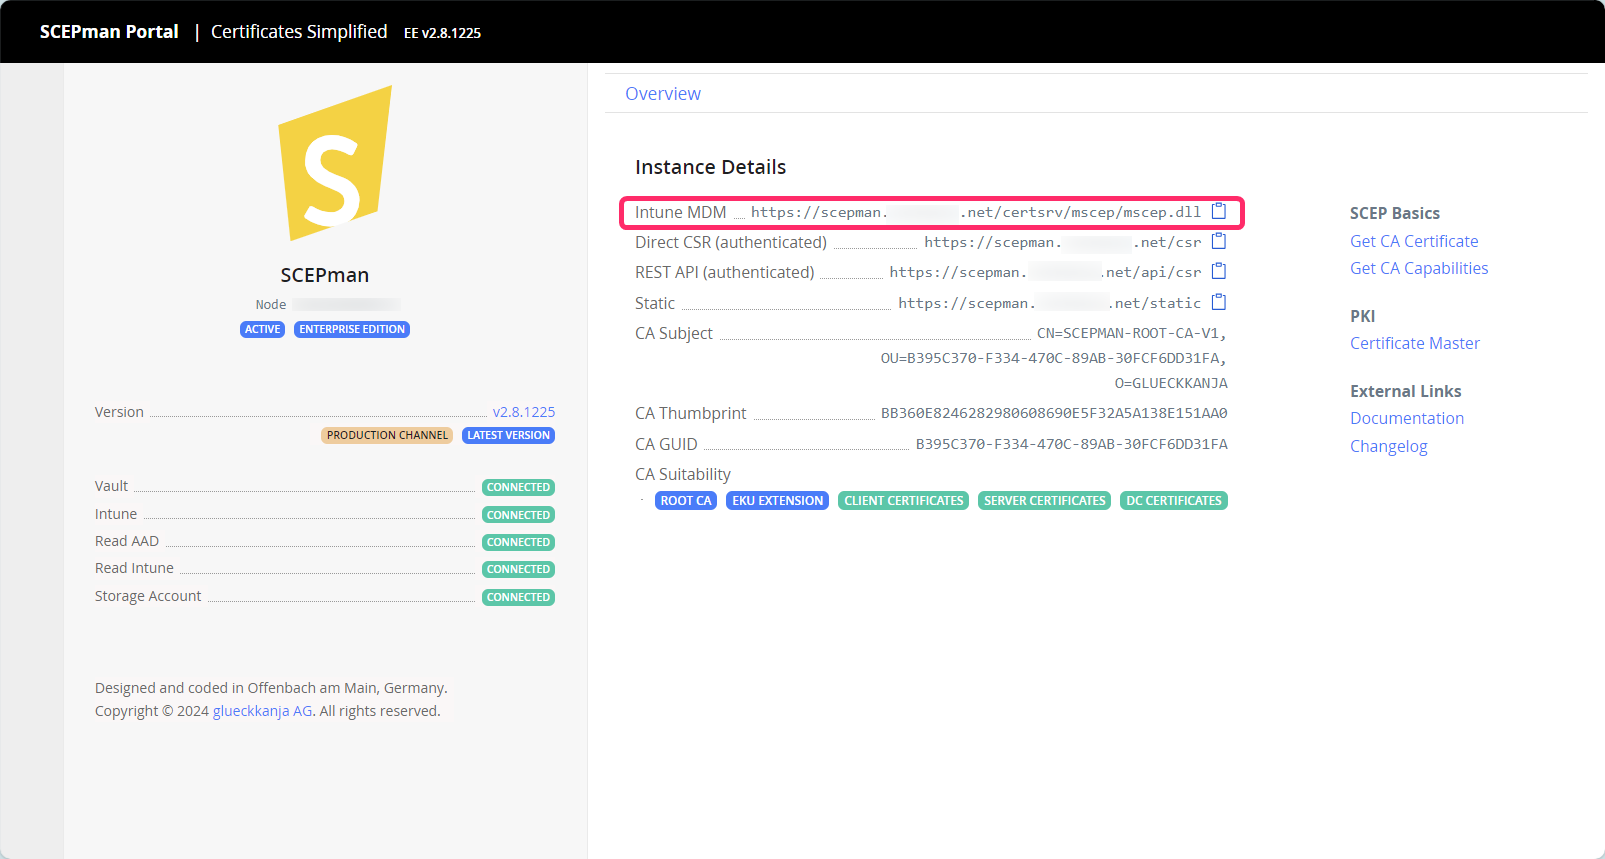 SCEPman Portal | Certificates Simplified EE v2.8.1225
S
SCEPman
Node
ACTIVE ENTERPRISE EDITION
Version v2.8.1225
PRODUCTION CHANNEL LATEST VERSION
Vault CONNECTED
Intune CONNECTED
Read AAD CONNECTED
Read Intune CONNECTED
Storage Account CONNECTED
Designed and coded in Offenbach am Main, Germany.
Copyright © 2024 glueckkanja AG. All rights reserved.
Overview
Instance Details
Intune MDM https://scepman. .net/certsrv/mscep/mscep.dll
Direct CSR (authenticated) https://scepman. .net/csr
REST API (authenticated) https://scepman. .net/api/csr
Static https://scepman. .net/static
CA Subject CN=SCEPMAN-ROOT-CA-V1,
OU=B395C370-F334-470C-89AB-30FCF6DD31FA,
O=GLUECKKANJA
CA Thumbprint BB360E8246282980608690E5F32A5A138E151AA0
CA GUID B395C370-F334-470C-89AB-30FCF6DD31FA
CA Suitability
ROOT CA EKU EXTENSION CLIENT CERTIFICATES SERVER CERTIFICATES DC CERTIFICATES
SCEP Basics
Get CA Certificate
Get CA Capabilities
PKI
Certificate Master
External Links
Documentation
Changelog